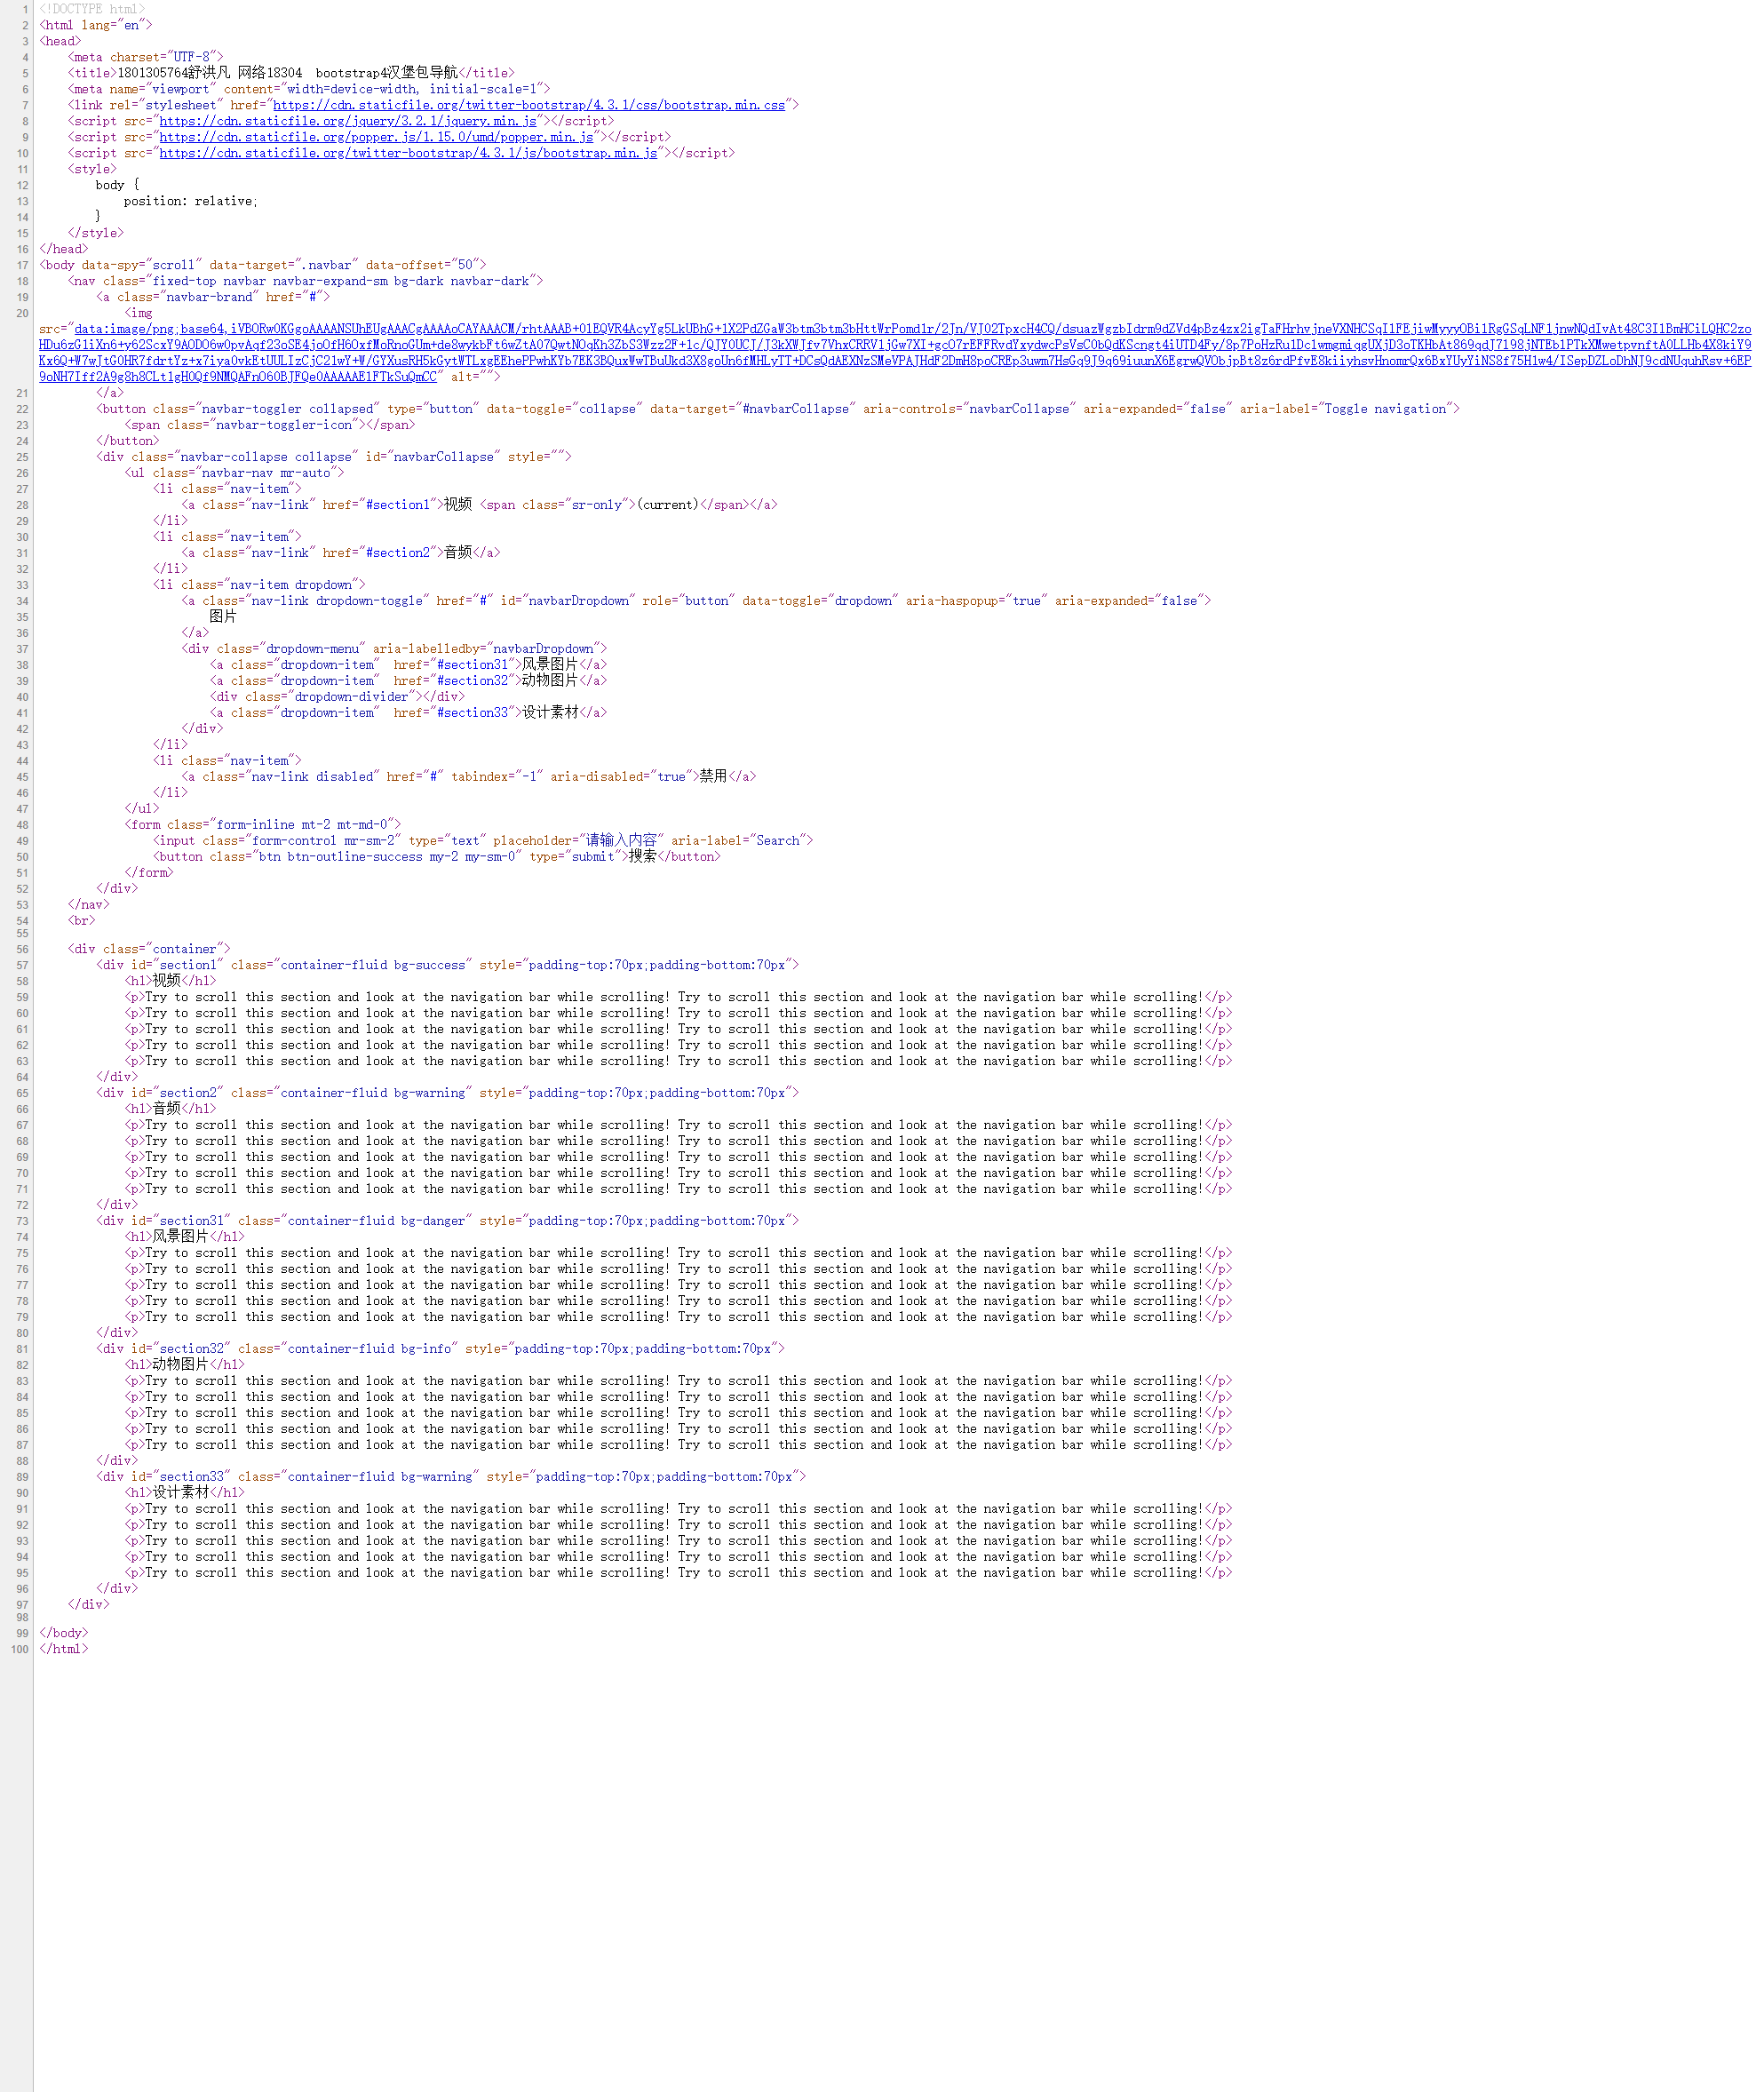 1 <!DOCTYPE html>
2 <html lang="en">
3 <head>
4     <meta charset="UTF-8">
5     <title>1801305764舒洪凡 网络18304  bootstrap4汉堡包导航</title>
6     <meta name="viewport" content="width=device-width, initial-scale=1">
7     <link rel="stylesheet" href="https://cdn.staticfile.org/twitter-bootstrap/4.3.1/css/bootstrap.min.css">
8     <script src="https://cdn.staticfile.org/jquery/3.2.1/jquery.min.js"></script>
9     <script src="https://cdn.staticfile.org/popper.js/1.15.0/umd/popper.min.js"></script>
10     <script src="https://cdn.staticfile.org/twitter-bootstrap/4.3.1/js/bootstrap.min.js"></script>
11     <style>
12         body {
13             position: relative;
14         }
15     </style>
16 </head>
17 <body data-spy="scroll" data-target=".navbar" data-offset="50">
18     <nav class="fixed-top navbar navbar-expand-sm bg-dark navbar-dark">
19         <a class="navbar-brand" href="#">
20             <img
src="data:image/png;base64,
" alt="">
21         </a>
22         <button class="navbar-toggler collapsed" type="button" data-toggle="collapse" data-target="#navbarCollapse" aria-controls="navbarCollapse" aria-expanded="false" aria-label="Toggle navigation">
23             <span class="navbar-toggler-icon"></span>
24         </button>
25         <div class="navbar-collapse collapse" id="navbarCollapse" style="">
26             <ul class="navbar-nav mr-auto">
27                 <li class="nav-item">
28                     <a class="nav-link" href="#section1">视频 <span class="sr-only">(current)</span></a>
29                 </li>
30                 <li class="nav-item">
31                     <a class="nav-link" href="#section2">音频</a>
32                 </li>
33                 <li class="nav-item dropdown">
34                     <a class="nav-link dropdown-toggle" href="#" id="navbarDropdown" role="button" data-toggle="dropdown" aria-haspopup="true" aria-expanded="false">
35                         图片
36                     </a>
37                     <div class="dropdown-menu" aria-labelledby="navbarDropdown">
38                         <a class="dropdown-item"  href="#section31">风景图片</a>
39                         <a class="dropdown-item"  href="#section32">动物图片</a>
40                         <div class="dropdown-divider"></div>
41                         <a class="dropdown-item"  href="#section33">设计素材</a>
42                     </div>
43                 </li>
44                 <li class="nav-item">
45                     <a class="nav-link disabled" href="#" tabindex="-1" aria-disabled="true">禁用</a>
46                 </li>
47             </ul>
48             <form class="form-inline mt-2 mt-md-0">
49                 <input class="form-control mr-sm-2" type="text" placeholder="请输入内容" aria-label="Search">
50                 <button class="btn btn-outline-success my-2 my-sm-0" type="submit">搜索</button>
51             </form>
52         </div>
53     </nav>
54     <br>
55
56     <div class="container">
57         <div id="section1" class="container-fluid bg-success" style="padding-top:70px;padding-bottom:70px">
58             <h1>视频</h1>
59             <p>Try to scroll this section and look at the navigation bar while scrolling! Try to scroll this section and look at the navigation bar while scrolling!</p>
60             <p>Try to scroll this section and look at the navigation bar while scrolling! Try to scroll this section and look at the navigation bar while scrolling!</p>
61             <p>Try to scroll this section and look at the navigation bar while scrolling! Try to scroll this section and look at the navigation bar while scrolling!</p>
62             <p>Try to scroll this section and look at the navigation bar while scrolling! Try to scroll this section and look at the navigation bar while scrolling!</p>
63             <p>Try to scroll this section and look at the navigation bar while scrolling! Try to scroll this section and look at the navigation bar while scrolling!</p>
64         </div>
65         <div id="section2" class="container-fluid bg-warning" style="padding-top:70px;padding-bottom:70px">
66             <h1>音频</h1>
67             <p>Try to scroll this section and look at the navigation bar while scrolling! Try to scroll this section and look at the navigation bar while scrolling!</p>
68             <p>Try to scroll this section and look at the navigation bar while scrolling! Try to scroll this section and look at the navigation bar while scrolling!</p>
69             <p>Try to scroll this section and look at the navigation bar while scrolling! Try to scroll this section and look at the navigation bar while scrolling!</p>
70             <p>Try to scroll this section and look at the navigation bar while scrolling! Try to scroll this section and look at the navigation bar while scrolling!</p>
71             <p>Try to scroll this section and look at the navigation bar while scrolling! Try to scroll this section and look at the navigation bar while scrolling!</p>
72         </div>
73         <div id="section31" class="container-fluid bg-danger" style="padding-top:70px;padding-bottom:70px">
74             <h1>风景图片</h1>
75             <p>Try to scroll this section and look at the navigation bar while scrolling! Try to scroll this section and look at the navigation bar while scrolling!</p>
76             <p>Try to scroll this section and look at the navigation bar while scrolling! Try to scroll this section and look at the navigation bar while scrolling!</p>
77             <p>Try to scroll this section and look at the navigation bar while scrolling! Try to scroll this section and look at the navigation bar while scrolling!</p>
78             <p>Try to scroll this section and look at the navigation bar while scrolling! Try to scroll this section and look at the navigation bar while scrolling!</p>
79             <p>Try to scroll this section and look at the navigation bar while scrolling! Try to scroll this section and look at the navigation bar while scrolling!</p>
80         </div>
81         <div id="section32" class="container-fluid bg-info" style="padding-top:70px;padding-bottom:70px">
82             <h1>动物图片</h1>
83             <p>Try to scroll this section and look at the navigation bar while scrolling! Try to scroll this section and look at the navigation bar while scrolling!</p>
84             <p>Try to scroll this section and look at the navigation bar while scrolling! Try to scroll this section and look at the navigation bar while scrolling!</p>
85             <p>Try to scroll this section and look at the navigation bar while scrolling! Try to scroll this section and look at the navigation bar while scrolling!</p>
86             <p>Try to scroll this section and look at the navigation bar while scrolling! Try to scroll this section and look at the navigation bar while scrolling!</p>
87             <p>Try to scroll this section and look at the navigation bar while scrolling! Try to scroll this section and look at the navigation bar while scrolling!</p>
88         </div>
89         <div id="section33" class="container-fluid bg-warning" style="padding-top:70px;padding-bottom:70px">
90             <h1>设计素材</h1>
91             <p>Try to scroll this section and look at the navigation bar while scrolling! Try to scroll this section and look at the navigation bar while scrolling!</p>
92             <p>Try to scroll this section and look at the navigation bar while scrolling! Try to scroll this section and look at the navigation bar while scrolling!</p>
93             <p>Try to scroll this section and look at the navigation bar while scrolling! Try to scroll this section and look at the navigation bar while scrolling!</p>
94             <p>Try to scroll this section and look at the navigation bar while scrolling! Try to scroll this section and look at the navigation bar while scrolling!</p>
95             <p>Try to scroll this section and look at the navigation bar while scrolling! Try to scroll this section and look at the navigation bar while scrolling!</p>
96         </div>
97     </div>
98
99 </body>
100 </html>